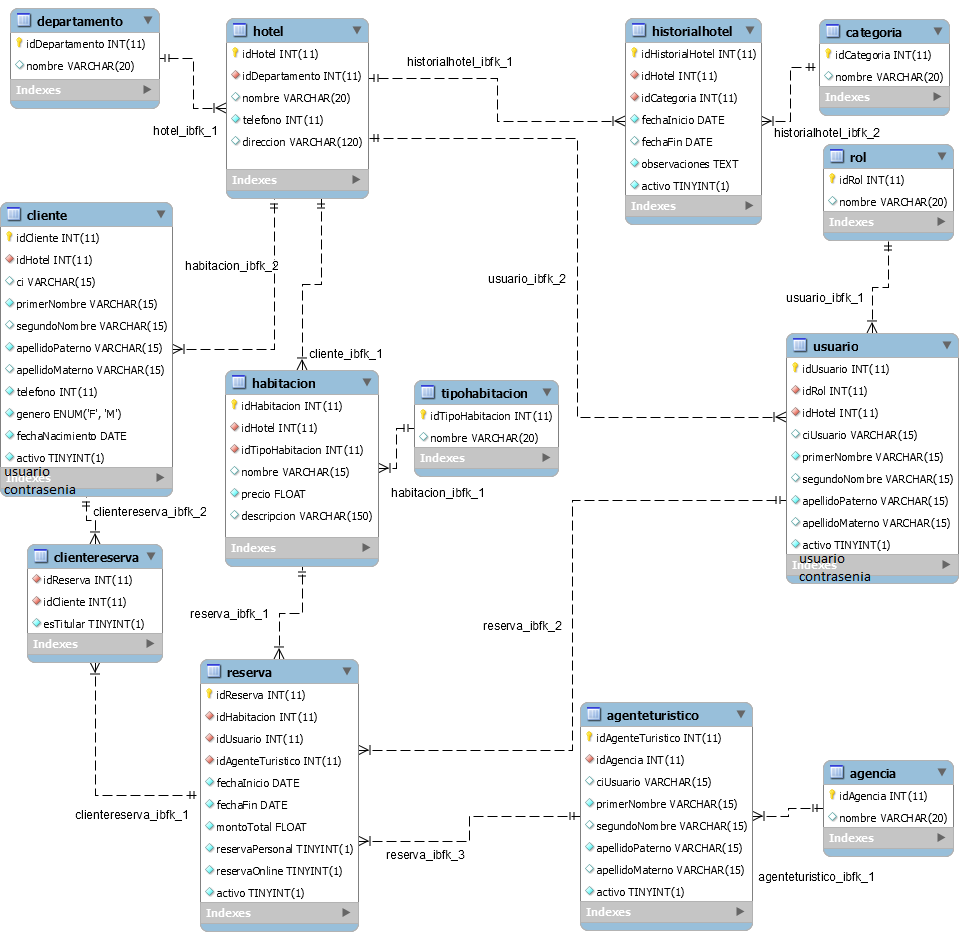 departamento
idDepartamento INT(11)
nombre VARCHAR(20)
Indexes
hotel_ibfk_1
hotel
idHotel INT(11)
idDepartamento INT(11)
nombre VARCHAR(20)
telefono INT(11)
direccion VARCHAR(120)
Indexes
historialhotel_ibfk_1
historialhotel
idHistorialHotel INT(11)
idHotel INT(11)
idCategoria INT(11)
fechaInicio DATE
fechaFin DATE
observaciones TEXT
activo TINYINT(1)
Indexes
categoria
idCategoria INT(11)
nombre VARCHAR(20)
Indexes
historialhotel_ibfk_2
rol
idRol INT(11)
nombre VARCHAR(20)
Indexes
usuario_ibfk_1
usuario_ibfk_2
cliente
idCliente INT(11)
idHotel INT(11)
ci VARCHAR(15)
primerNombre VARCHAR(15)
segundoNombre VARCHAR(15)
apellidoPaterno VARCHAR(15)
apellidoMaterno VARCHAR(15)
telefono INT(11)
genero ENUM('F', 'M')
fechaNacimiento DATE
activo TINYINT(1)
Indexes
usuario
contrasenia
habitacion_ibfk_2
cliente_ibfk_1
habitacion
idHabitacion INT(11)
idHotel INT(11)
idTipoHabitacion INT(11)
nombre VARCHAR(15)
precio FLOAT
descripcion VARCHAR(150)
Indexes
tipohabitacion
idTipoHabitacion INT(11)
nombre VARCHAR(20)
Indexes
habitacion_ibfk_1
usuario
idUsuario INT(11)
idRol INT(11)
idHotel INT(11)
ciUsuario VARCHAR(15)
primerNombre VARCHAR(15)
segundoNombre VARCHAR(15)
apellidoPaterno VARCHAR(15)
apellidoMaterno VARCHAR(15)
activo TINYINT(1)
Indexes
usuario
contrasenia
clientereserva_ibfk_2
clientereserva
idReserva INT(11)
idCliente INT(11)
esTitular TINYINT(1)
Indexes
clientereserva_ibfk_1
reserva_ibfk_1
reserva_ibfk_2
reserva
idReserva INT(11)
idHabitacion INT(11)
idUsuario INT(11)
idAgenteTuristico INT(11)
fechaInicio DATE
fechaFin DATE
montoTotal FLOAT
reservaPersonal TINYINT(1)
reservaOnline TINYINT(1)
activo TINYINT(1)
Indexes
reserva_ibfk_3
agenteturistico
idAgenteTuristico INT(11)
idAgencia INT(11)
ciUsuario VARCHAR(15)
primerNombre VARCHAR(15)
segundoNombre VARCHAR(15)
apellidoPaterno VARCHAR(15)
apellidoMaterno VARCHAR(15)
activo TINYINT(1)
Indexes
agencia
idAgencia INT(11)
nombre VARCHAR(20)
Indexes
agenteturistico_ibfk_1